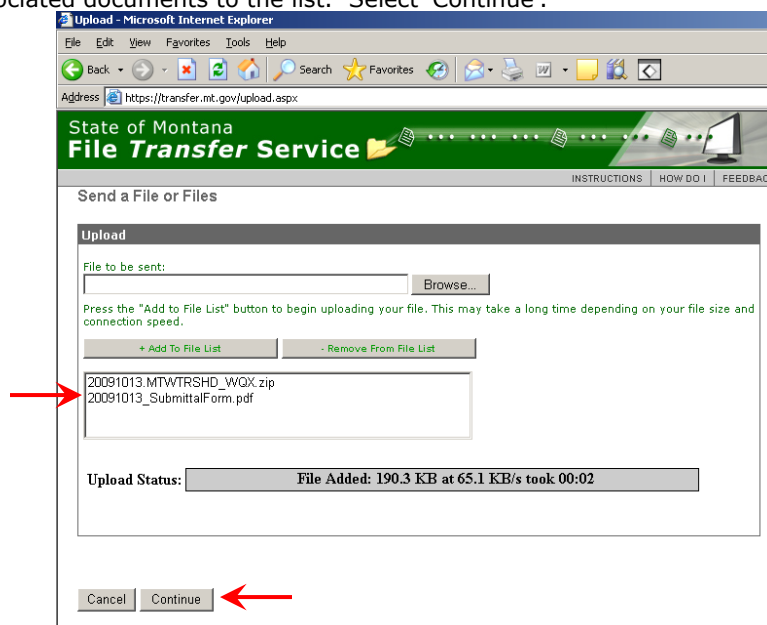 ociated documents to the list. Select 'Continue'.
Upload - Microsoft Internet Explorer
File Edit View Favorites Tools Help
Back Search Favorites
Address https://transfer.mt.gov/upload.aspx
State of Montana
File Transfer Service
INSTRUCTIONS HOW DO I FEEDBAC
Send a File or Files
Upload
File to be sent:
Browse...
Press the "Add to File List" button to begin uploading your file. This may take a long time depending on your file size and
connection speed.
+ Add To File List - Remove From File List
20091013.MTWTRSHD_WQX.zip
20091013_SubmittalForm.pdf
Upload Status: File Added: 190.3 KB at 65.1 KB/s took 00:02
Cancel Continue